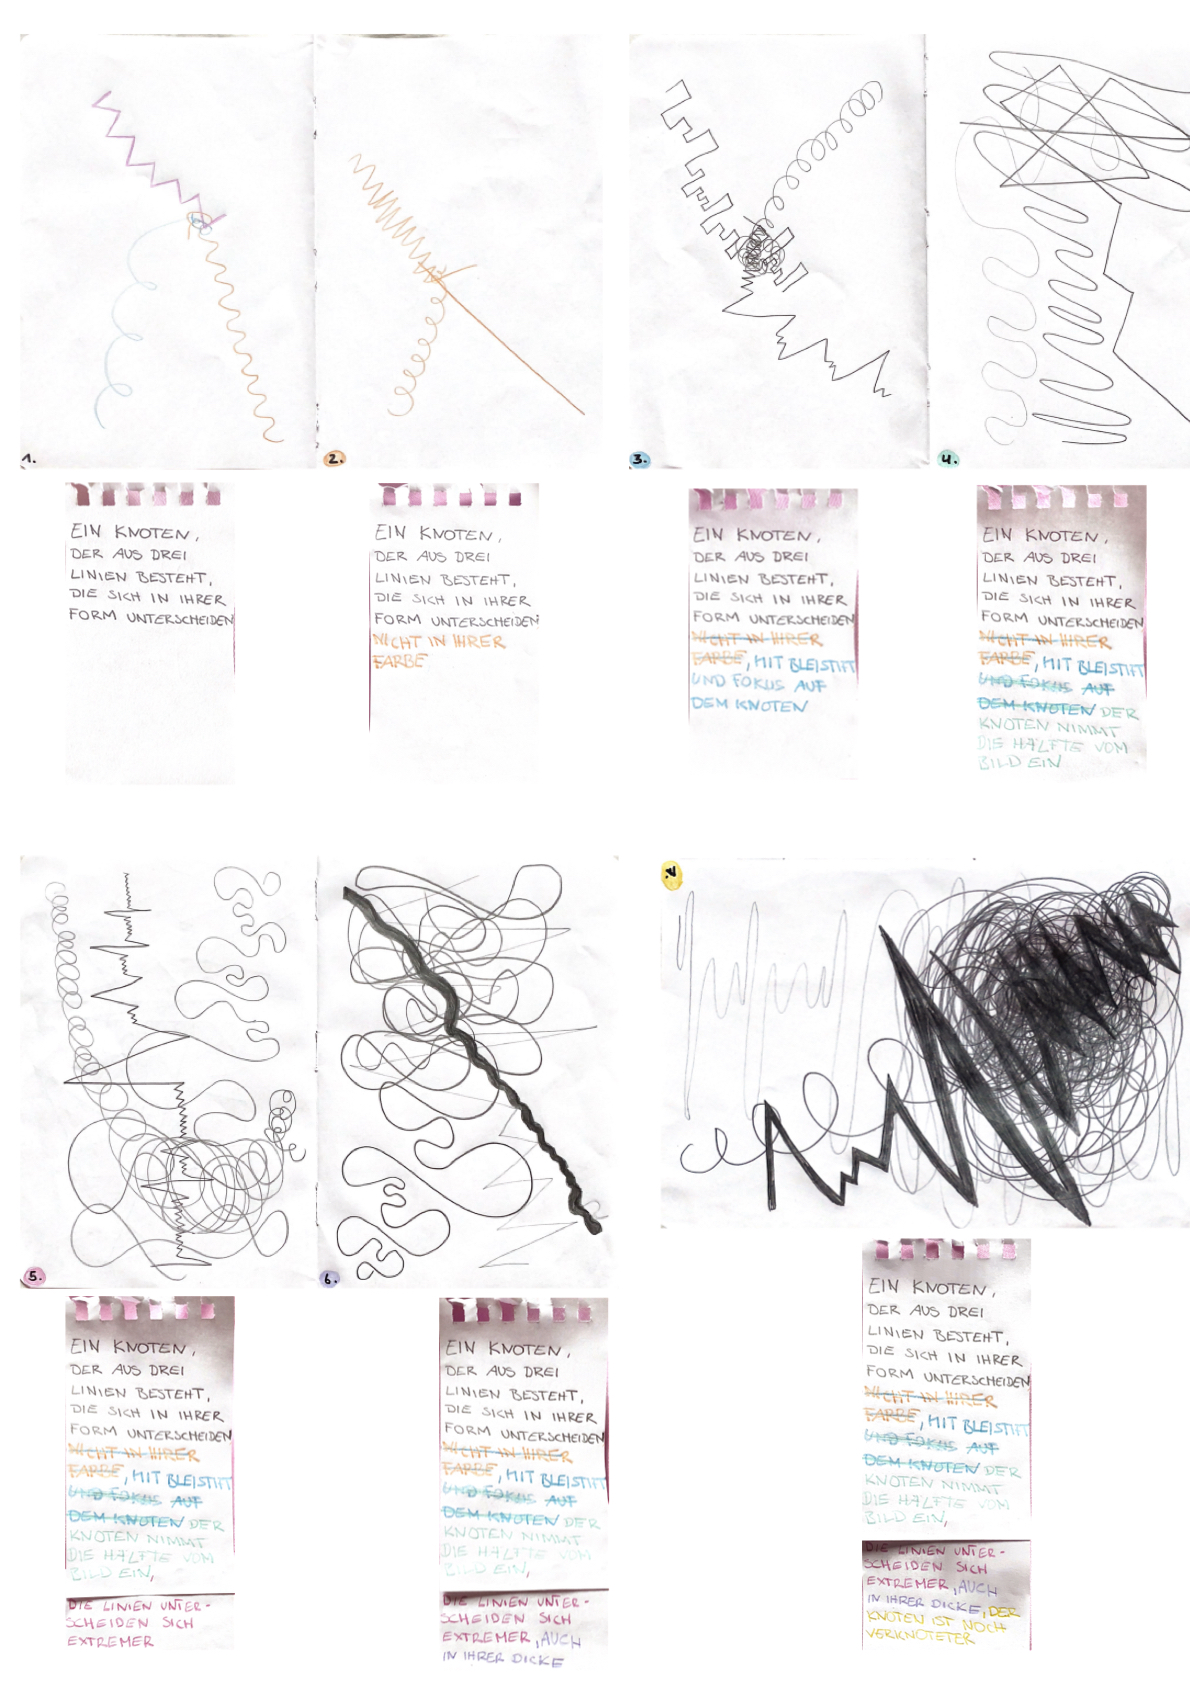 1.
2.
3.
4.
EIN KNOTEN,
DER AUS DREI
LINIEN BESTEHT,
DIE SICH IN IHRER
FORM UNTERSCHEIDEN
EIN KNOTEN,
DER AUS DREI
LINIEN BESTEHT,
DIE SICH IN IHRER
FORM UNTERSCHEIDEN
NICHT IN IHRER
FARBE
EIN KNOTEN,
DER AUS DREI
LINIEN BESTEHT,
DIE SICH IN IHRER
FORM UNTERSCHEIDEN
NICHT IN IHRER
FARBE, MIT BLEISTIFT
UND FOKUS AUF
DEM KNOTEN
EIN KNOTEN,
DER AUS DREI
LINIEN BESTEHT,
DIE SICH IN IHRER
FORM UNTERSCHEIDEN
NICHT IN IHRER
FARBE, MIT BLEISTIFT
UND FOKUS AUF
DEM KNOTEN DER
KNOTEN NIMMT
DIE HÄLFTE VOM
BILD EIN
7.
5.
6.
EIN KNOTEN,
DER AUS DREI
LINIEN BESTEHT,
DIE SICH IN IHRER
FORM UNTERSCHEIDEN
NICHT IN IHRER
FARBE, MIT BLEISTIFT
UND FOKUS AUF
DEM KNOTEN DER
KNOTEN NIMMT
DIE HÄLFTE VOM
BILD EIN,
DIE LINIEN UNTER-
SCHEIDEN SICH
EXTREMER
EIN KNOTEN,
DER AUS DREI
LINIEN BESTEHT,
DIE SICH IN IHRER
FORM UNTERSCHEIDEN
NICHT IN IHRER
FARBE, MIT BLEISTIFT
UND FOKUS AUF
DEM KNOTEN DER
KNOTEN NIMMT
DIE HÄLFTE VOM
BILD EIN,
DIE LINIEN UNTER-
SCHEIDEN SICH
EXTREMER, AUCH
IN IHRER DICKE
EIN KNOTEN,
DER AUS DREI
LINIEN BESTEHT,
DIE SICH IN IHRER
FORM UNTERSCHEIDEN
NICHT IN IHRER
FARBE, MIT BLEISTIFT
UND FOKUS AUF
DEM KNOTEN DER
KNOTEN NIMMT
DIE HÄLFTE VOM
BILD EIN,
DIE LINIEN UNTER-
SCHEIDEN SICH
EXTREMER, AUCH
IN IHRER DICKE, DER
KNOTEN IST NOCH
VERKNOTETER